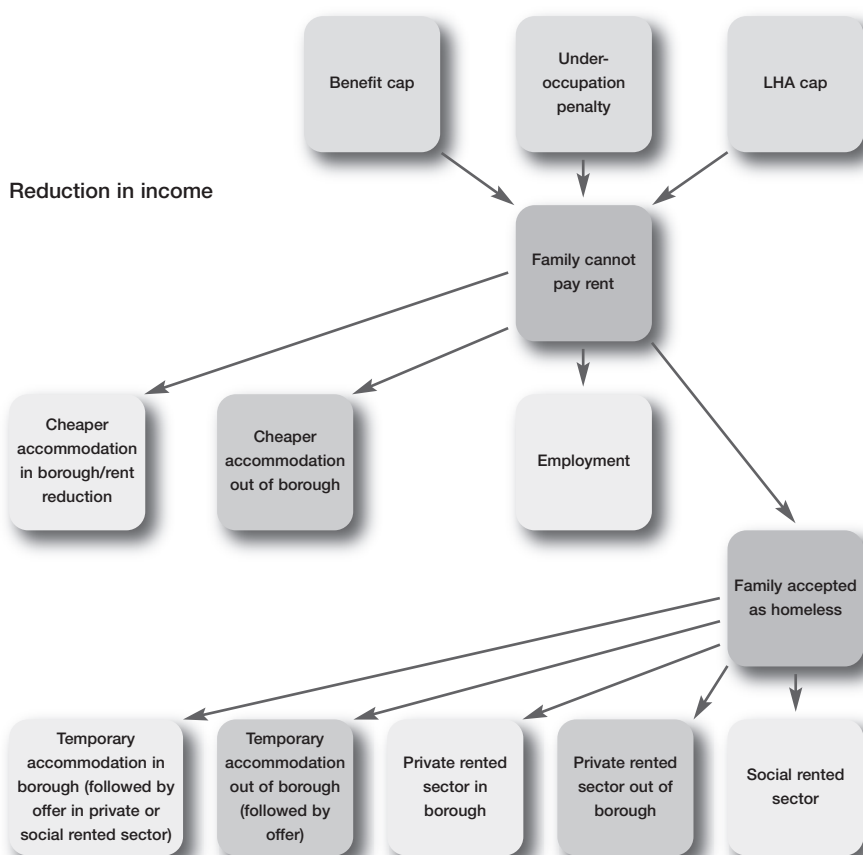 Benefit cap
Under-
occupation
penalty
LHA cap
Reduction in income
Family cannot
pay rent
Cheaper
accommodation
in borough/rent
reduction
Cheaper
accommodation
out of borough
Employment
Family accepted
as homeless
Temporary
accommodation in
borough (followed by
offer in private or
social rented sector)
Temporary
accommodation
out of borough
(followed by
offer)
Private rented
sector in
borough
Private rented
sector out of
borough
Social rented
sector